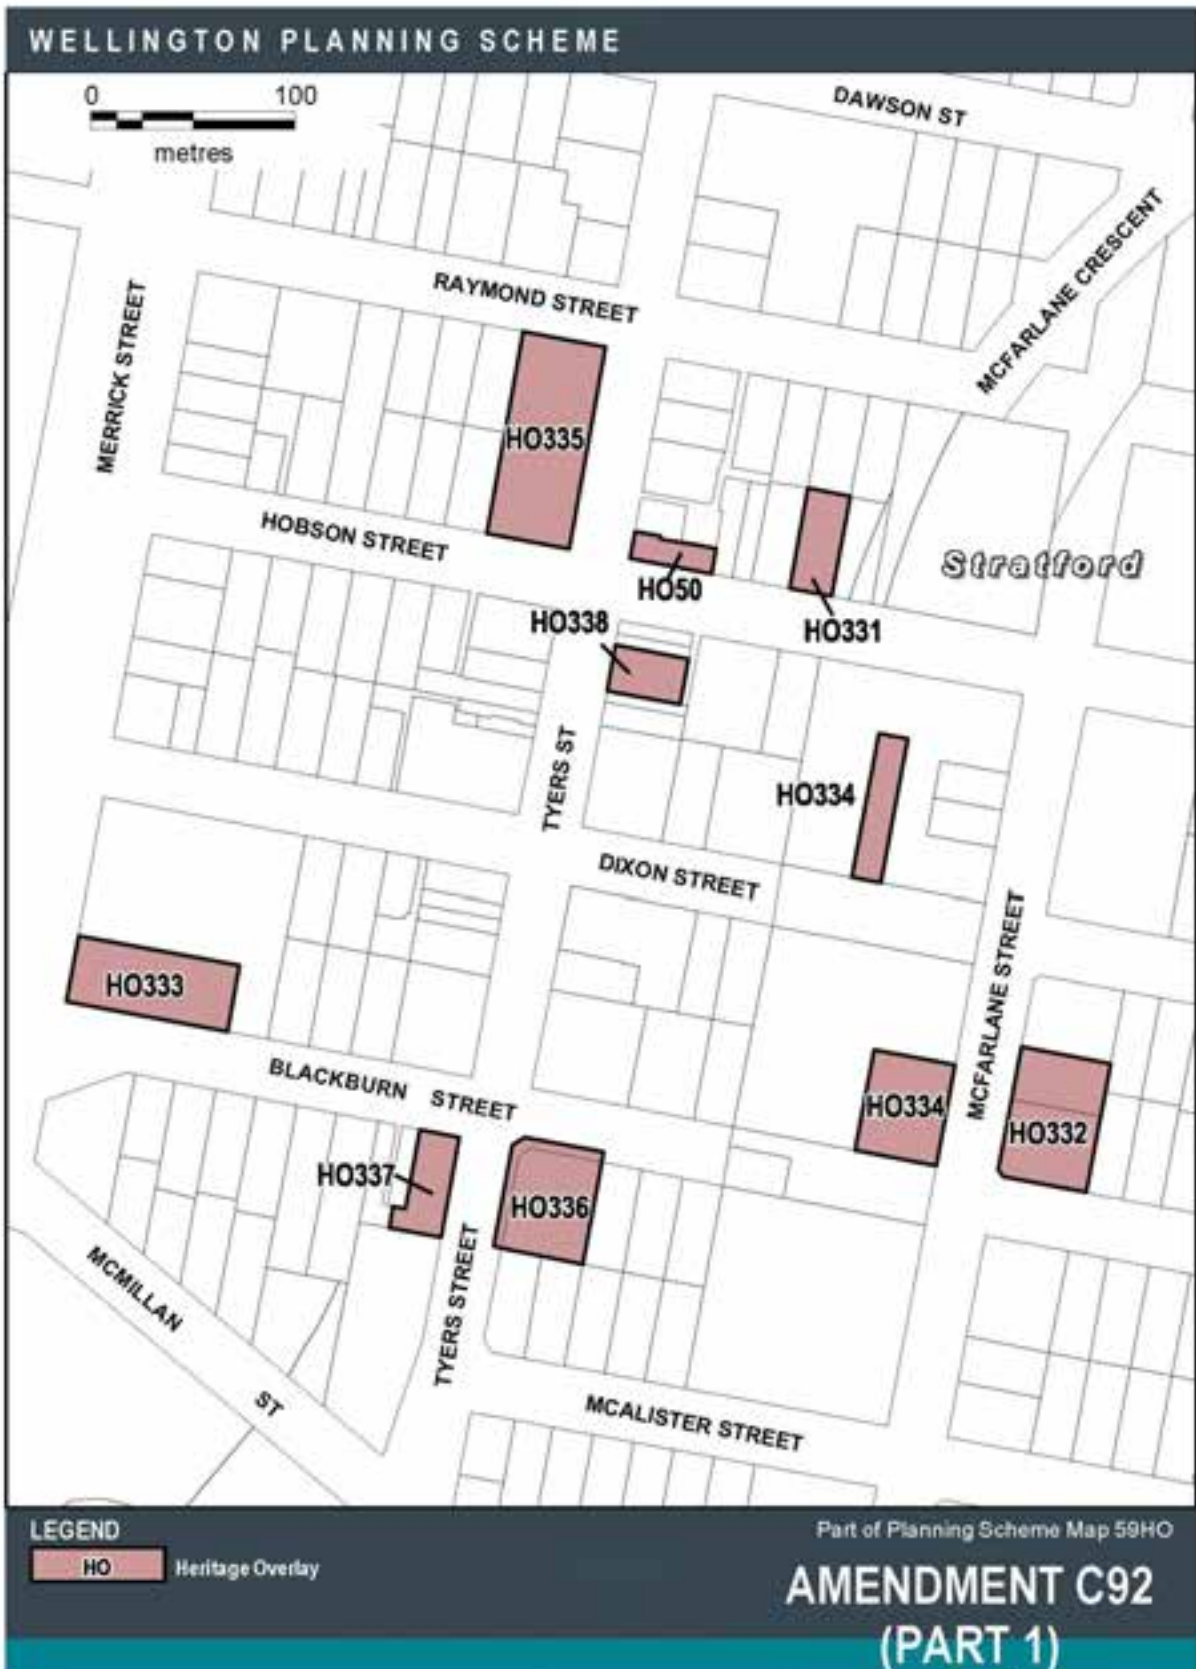 WELLINGTON PLANNING SCHEME
0 100
metres
DAWSON ST
MCFARLANE CRESCENT
RAYMOND STREET
MERRICK STREET
HO335
HOBSON STREET
Stratford
HO50
HO338
HO331
TYERS ST
HO334
DIXON STREET
MCFARLANE STREET
HO333
BLACKBURN STREET
HO334
HO332
HO337
HO336
MCMILLAN
ST
TYERS STREET
MCALISTER STREET
LEGEND
HO Heritage Overlay
Part of Planning Scheme Map 59HO
AMENDMENT C92
(PART 1)